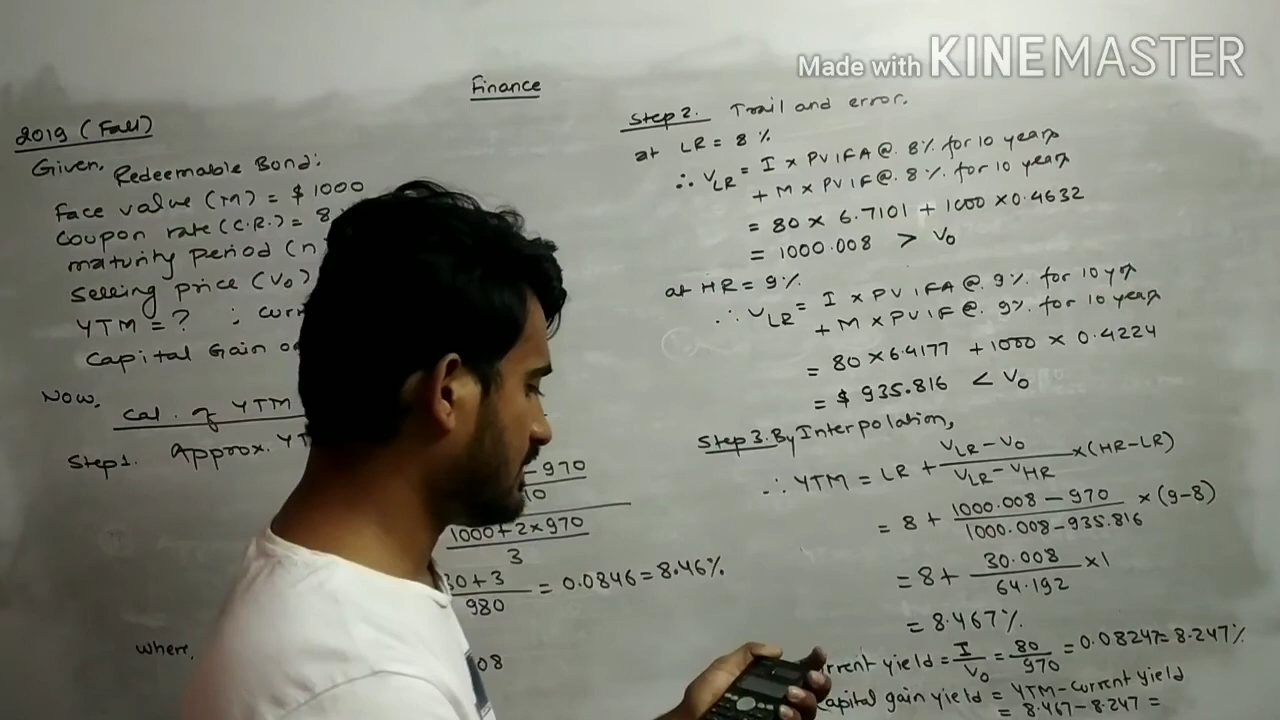 Made with KINEMASTER
Finance
2019 (Fall)
Given, Redeemable Bond:
Face value (M) = $ 1000
Coupon rate (C.R.) = 8
maturity period (n)
Selling price (V0)
YTM = ? ; curr
Capital Gain o
Now,
Cal. of YTM
Step1. Approx. YT
- 970
10
1000+2×970
3
80+3
980
= 0.0846 = 8.46%
where,
08
Step 2. Trail and error.
at LR = 8 %
∴ VLR = I × PVIFA @. 8% for 10 years
+ M × PVIF @. 8% for 10 years
= 80 × 6.7101 + 1000 × 0.4632
= 1000.008 > V0
at HR = 9%
∴ VLR = I × PVIFA @. 9% for 10 yrs
+ M × PVIF @. 9% for 10 years
= 80 × 6.4177 + 1000 × 0.4224
= $ 935.816 < V0
Step 3. By Interpolation,
∴ YTM = LR + VLR - V0 / VLR - VHR × (HR - LR)
= 8 + 1000.008 - 970 / 1000.008 - 935.816 × (9-8)
= 8 + 30.008 / 64.192 × 1
= 8.467%
rrent yield = I / V0 = 80 / 970 = 0.08247 = 8.247%
apital gain yield = YTM - current yield
= 8.467 - 8.247 =